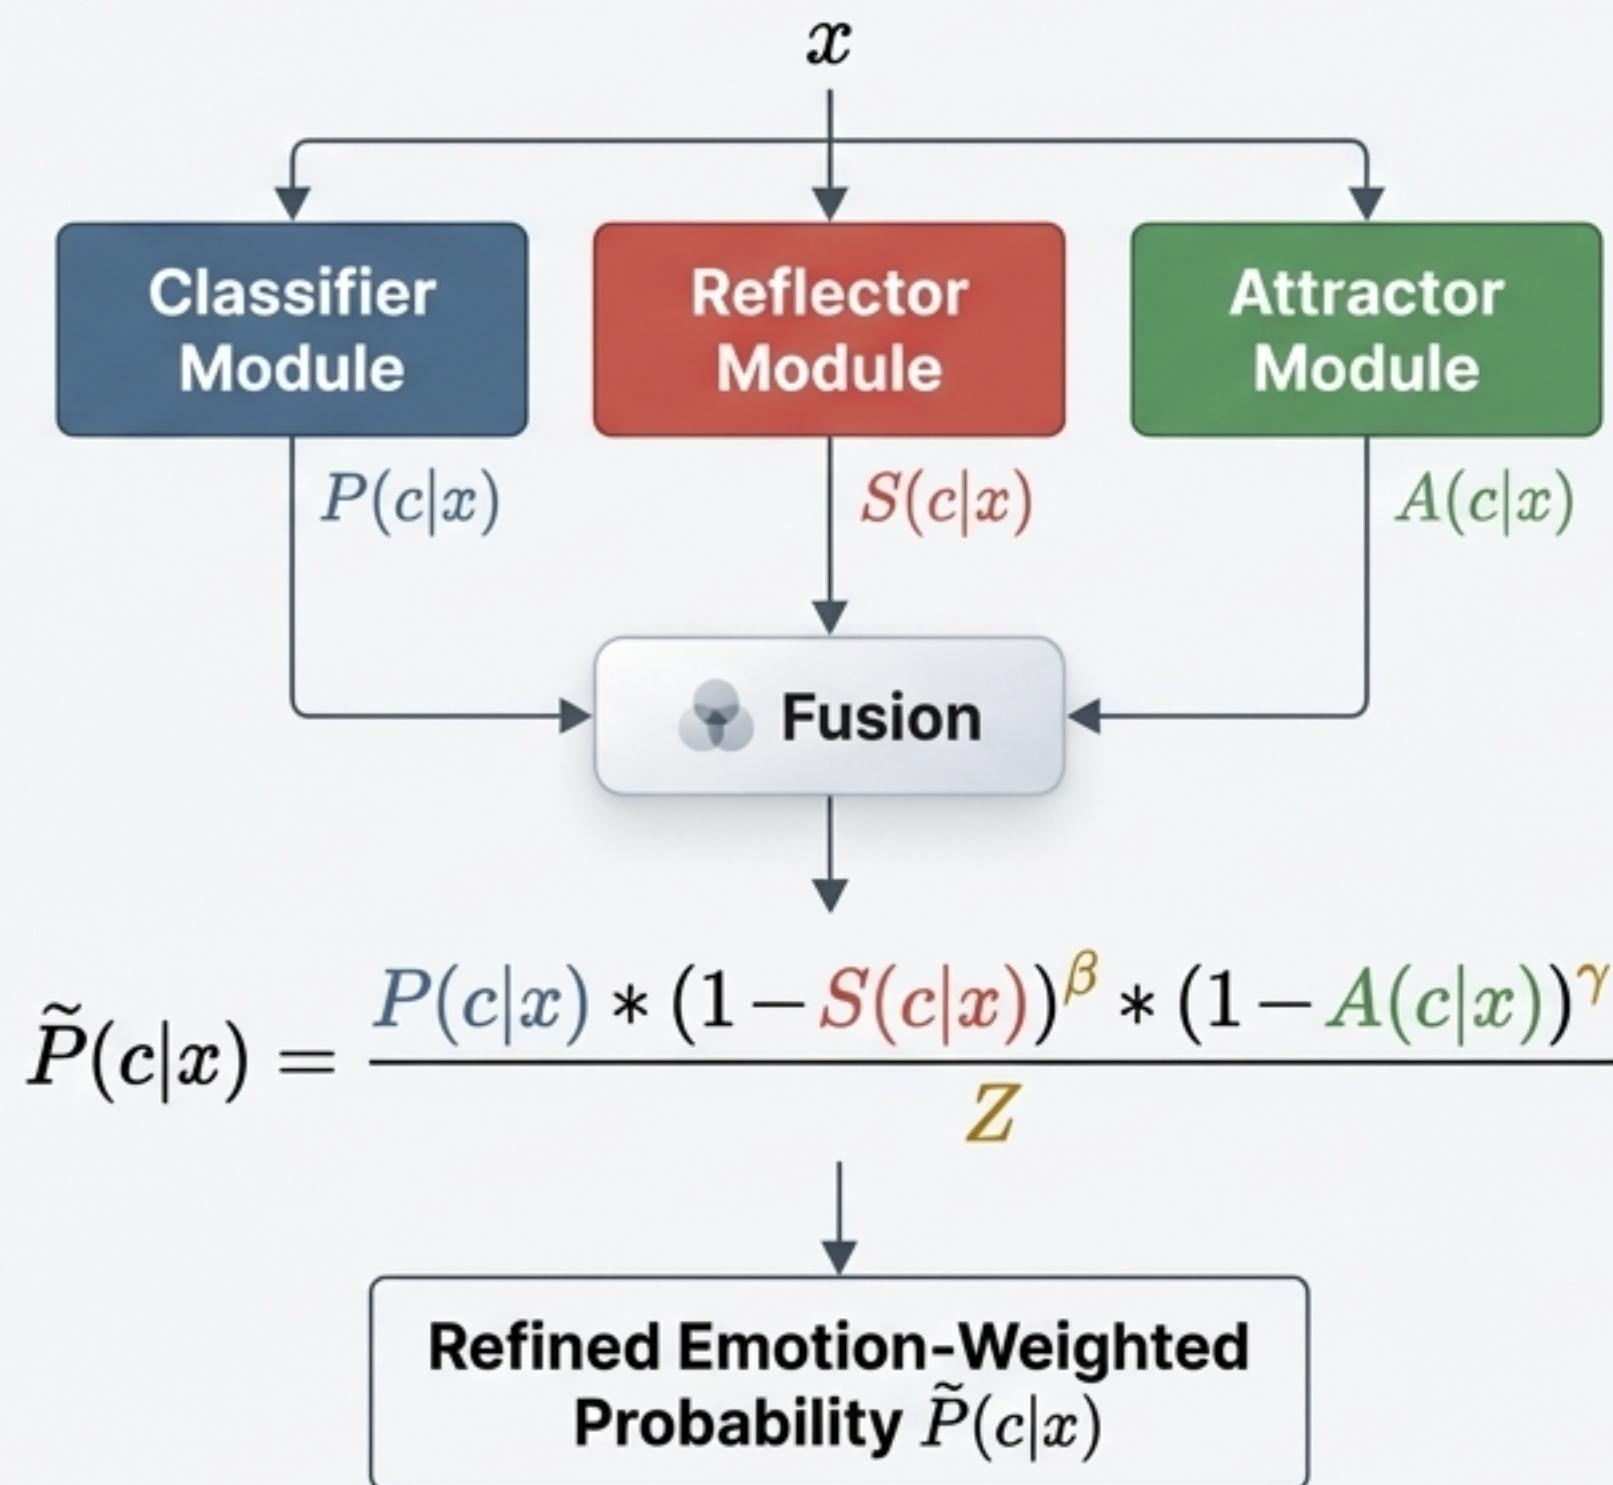 x
Classifier
Module
Reflector
Module
Attractor
Module
P(c|x)
S(c|x)
A(c|x)
Fusion
P̃(c|x) = P(c|x) * (1−S(c|x))^β * (1−A(c|x))^γ
Z
Refined Emotion-Weighted
Probability P̃(c|x)